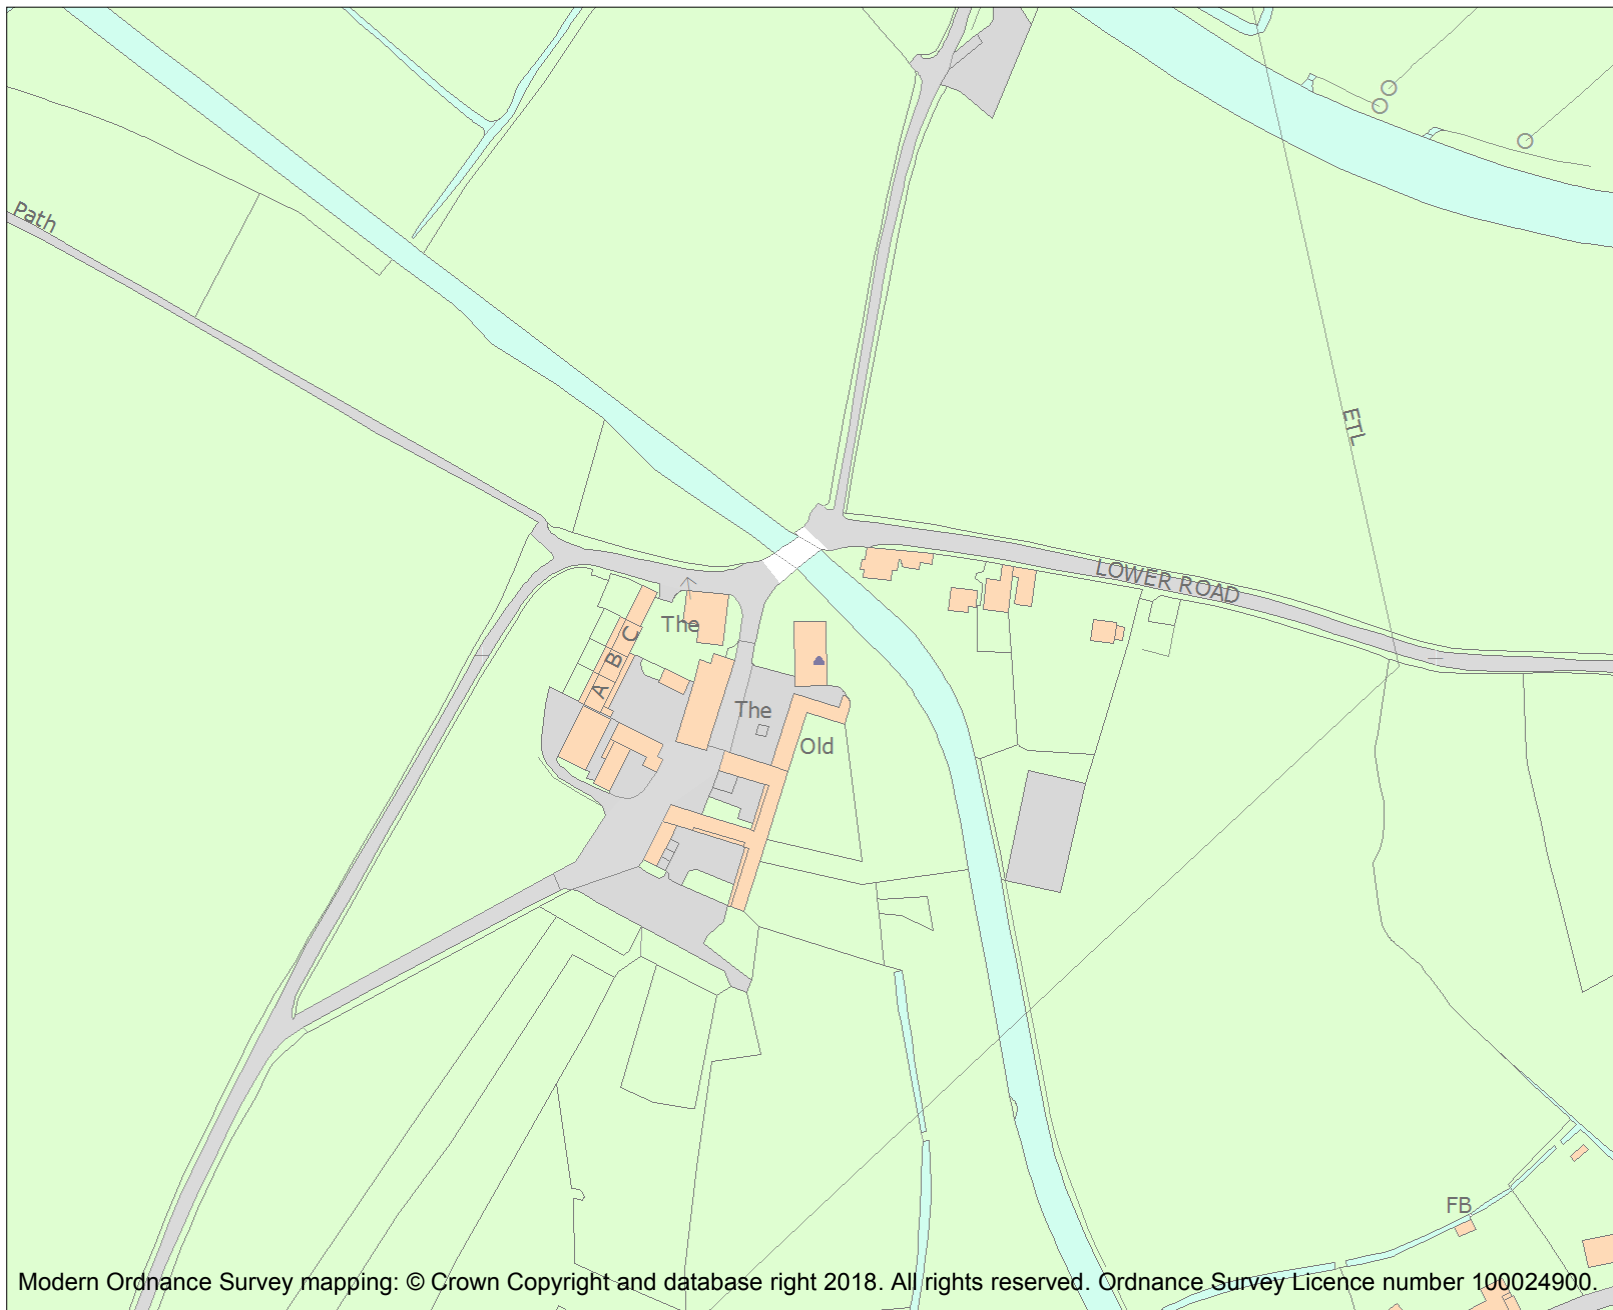 Path
ETL
LOWER ROAD
The
C
B
A
The
Old
FB
Modern Ordnance Survey mapping: © Crown Copyright and database right 2018. All rights reserved. Ordnance Survey Licence number 100024900.